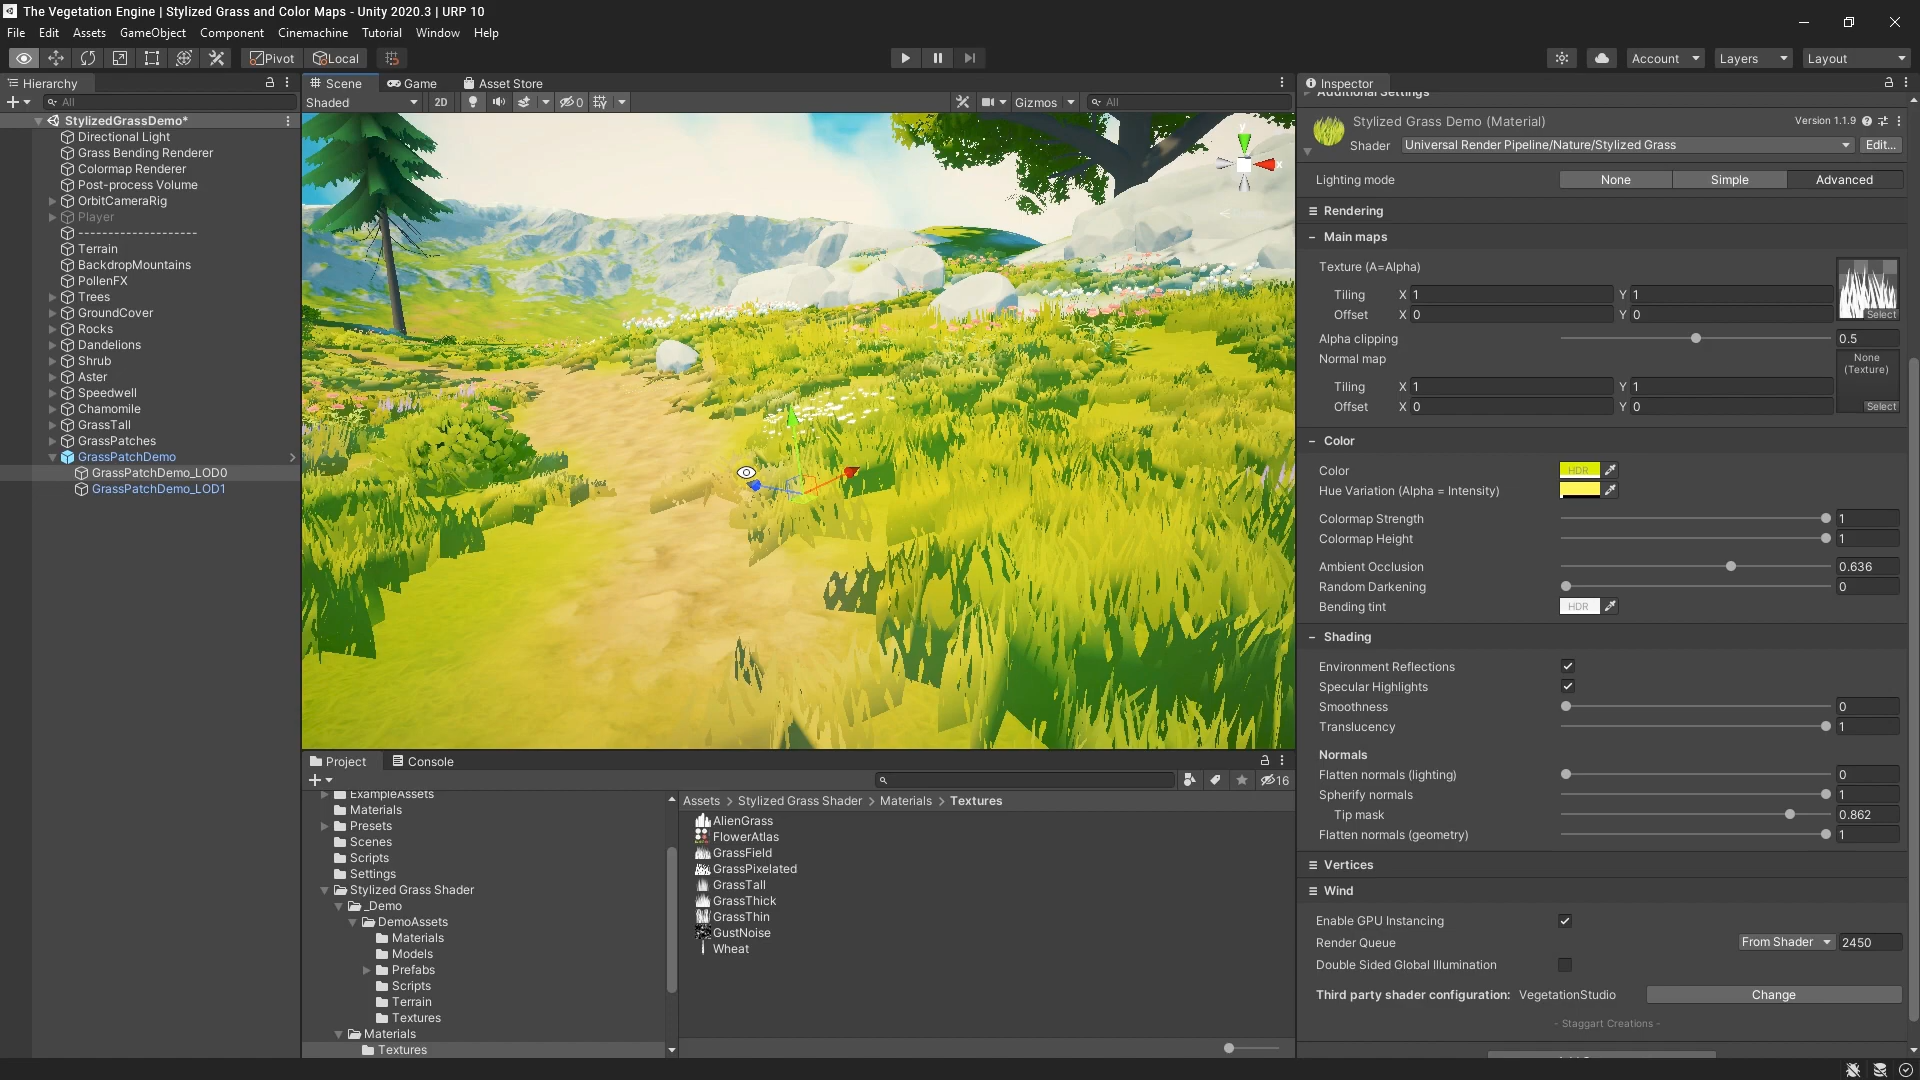 The Vegetation Engine | Stylized Grass and Color Maps - Unity 2020.3 | URP 10
File Edit Assets GameObject Component Cinemachine Tutorial Window Help
Pivot Local Account Layers Layout
Hierarchy
All
StylizedGrassDemo*
Directional Light
Grass Bending Renderer
Colormap Renderer
Post-process Volume
OrbitCameraRig
Player
--------------------
Terrain
BackdropMountains
PollenFX
Trees
GroundCover
Rocks
Dandelions
Shrub
Aster
Speedwell
Chamomile
GrassTall
GrassPatches
GrassPatchDemo
GrassPatchDemo_LOD0
GrassPatchDemo_LOD1
Scene Game Asset Store
Shaded 2D 0 Gizmos All
y
x
Project Console
16
ExampleAssets
Materials
Presets
Scenes
Scripts
Settings
Stylized Grass Shader
_Demo
DemoAssets
Materials
Models
Prefabs
Scripts
Terrain
Textures
Materials
Textures
Assets > Stylized Grass Shader > Materials > Textures
AlienGrass
FlowerAtlas
GrassField
GrassPixelated
GrassTall
GrassThick
GrassThin
GustNoise
Wheat
Inspector
Additional Settings
Stylized Grass Demo (Material) Version 1.1.9
Shader Universal Render Pipeline/Nature/Stylized Grass Edit...
Lighting mode None Simple Advanced
Rendering
Main maps
Texture (A=Alpha)
Tiling X 1 Y 1
Offset X 0 Y 0 Select
Alpha clipping 0.5
Normal map None (Texture)
Tiling X 1 Y 1
Offset X 0 Y 0 Select
Color
Color HDR
Hue Variation (Alpha = Intensity)
Colormap Strength 1
Colormap Height 1
Ambient Occlusion 0.636
Random Darkening 0
Bending tint HDR
Shading
Environment Reflections
Specular Highlights
Smoothness 0
Translucency 1
Normals
Flatten normals (lighting) 0
Spherify normals 1
Tip mask 0.862
Flatten normals (geometry) 1
Vertices
Wind
Enable GPU Instancing
Render Queue From Shader 2450
Double Sided Global Illumination
Third party shader configuration: VegetationStudio Change
- Staggart Creations -